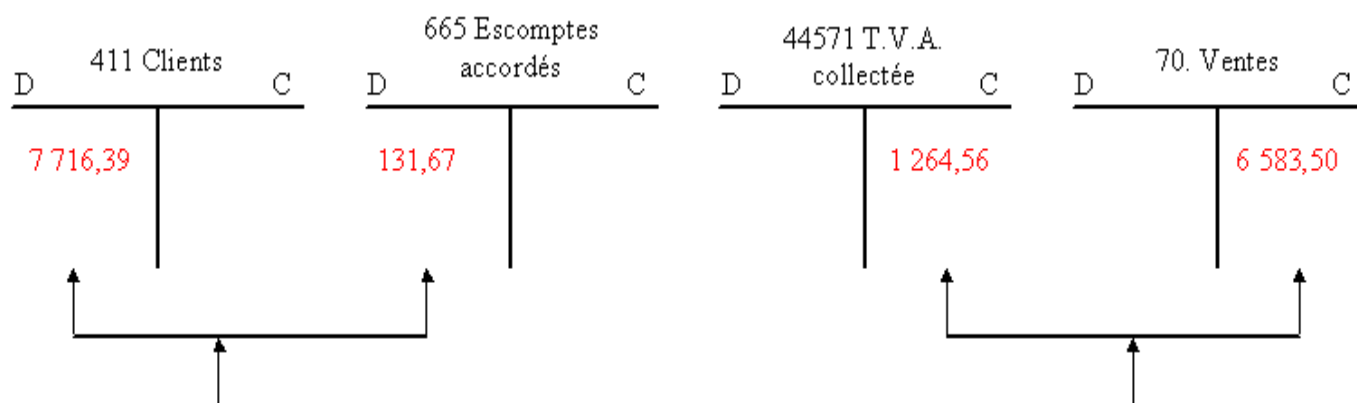 411 Clients
D C
665 Escomptes
accordés
D C
44571 T.V.A.
collectée
D C
70. Ventes
D C
7 716,39
131,67
1 264,56
6 583,50